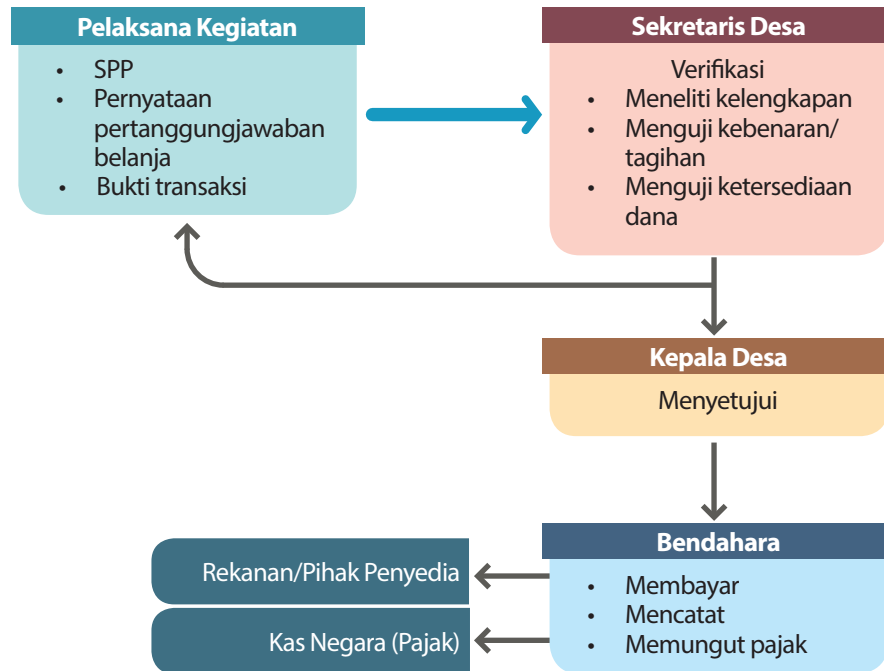 Pelaksana Kegiatan
• SPP
• Pernyataan
pertanggungjawaban
belanja
• Bukti transaksi
Sekretaris Desa
Verifikasi
• Meneliti kelengkapan
• Menguji kebenaran/
tagihan
• Menguji ketersediaan
dana
Kepala Desa
Menyetujui
Bendahara
• Membayar
• Mencatat
• Memungut pajak
Rekanan/Pihak Penyedia
Kas Negara (Pajak)